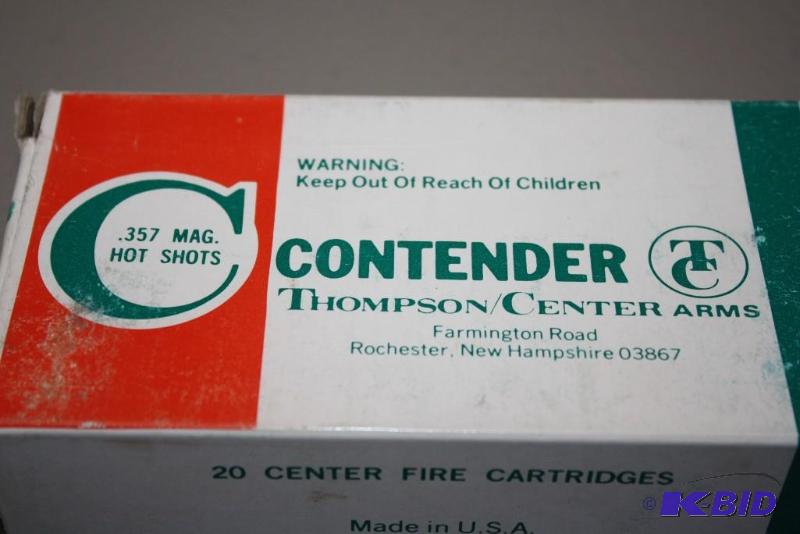 WARNING:
Keep Out Of Reach Of Children
C
.357 MAG.
HOT SHOTS
CONTENDER
TC
THOMPSON/CENTER ARMS
Farmington Road
Rochester, New Hampshire 03867
20 CENTER FIRE CARTRIDGES
Made in U.S.A.
© K-BID